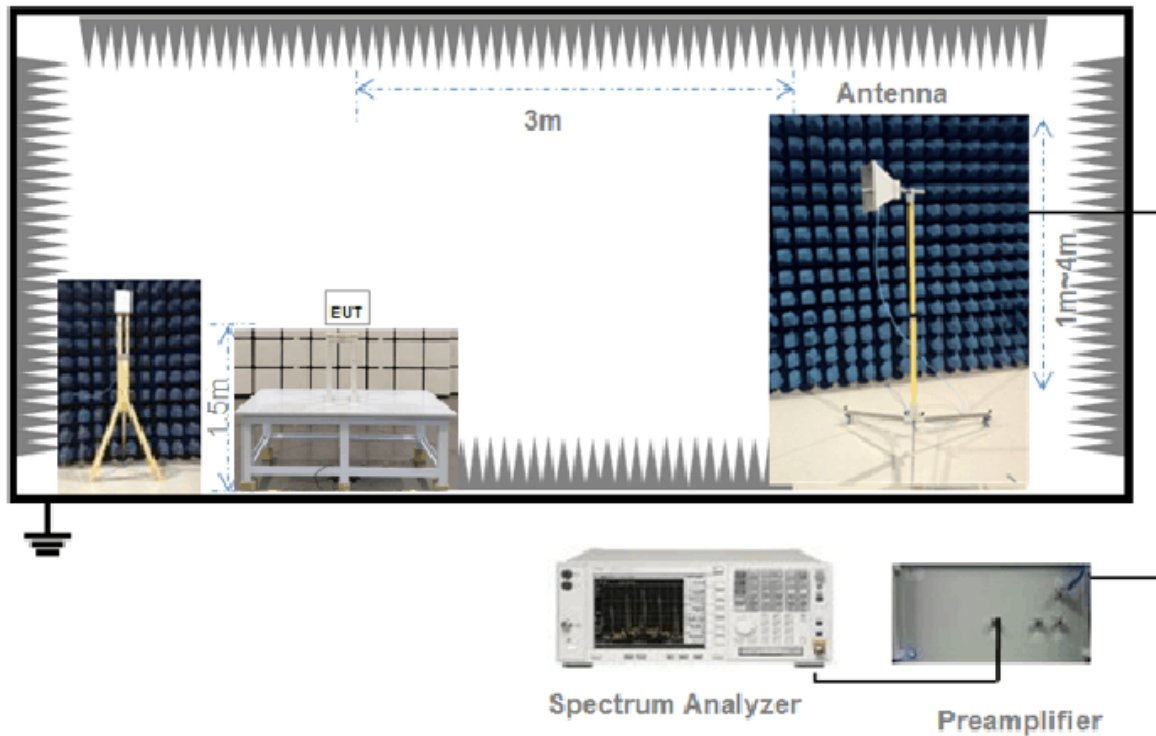 Antenna
3m
1m~4m
EUT
1.5m
Spectrum Analyzer
Preamplifier